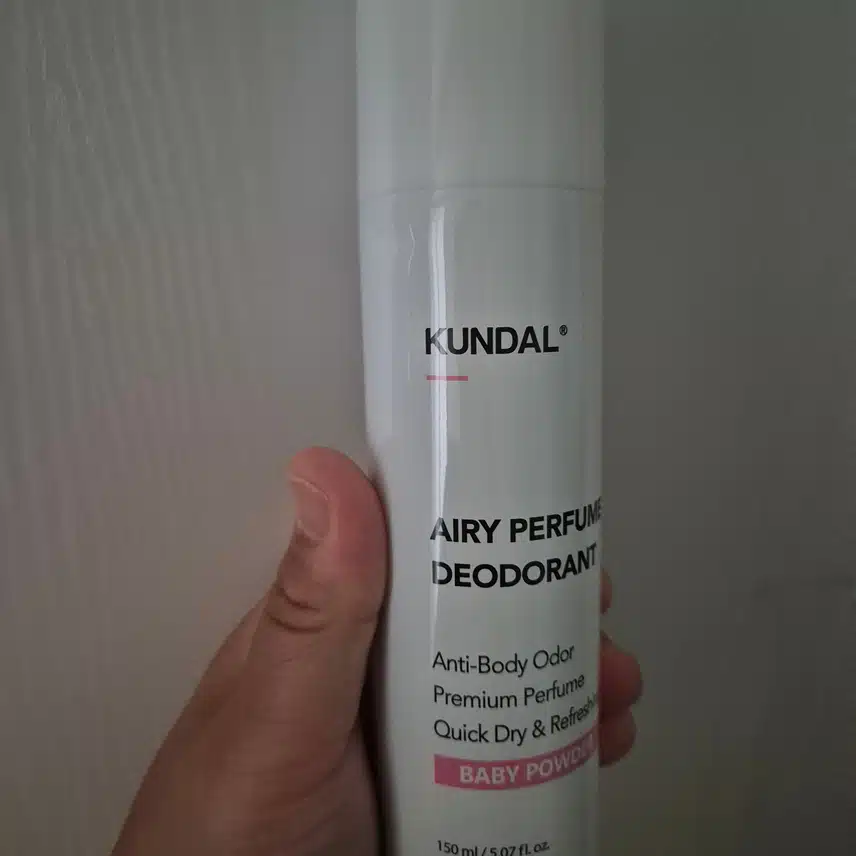 KUNDAL®
AIRY PERFUME
DEODORANT
Anti-Body Odor
Premium Perfume
Quick Dry & Refreshi
BABY POWDE
150 ml / 5.07 fl. oz.